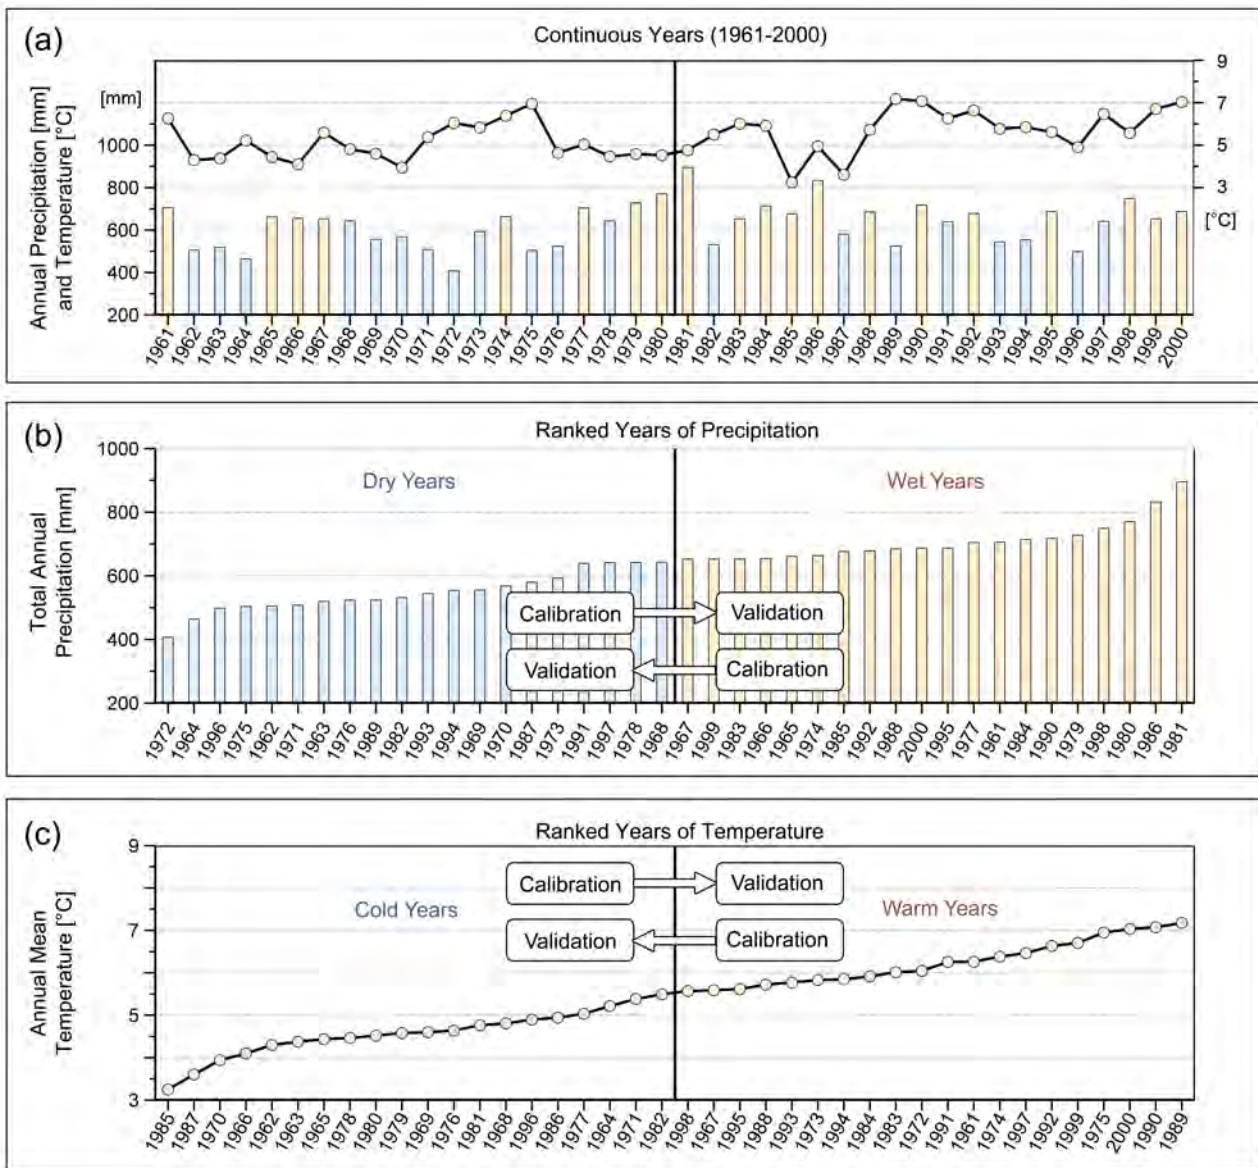 (a)
Continuous Years (1961-2000)
Annual Precipitation [mm]
and Temperature [°C]
[mm]
1000
800
600
400
200
9
7
5
3
[°C]
1961 1962 1963 1964 1965 1966 1967 1968 1969 1970 1971 1972 1973 1974 1975 1976 1977 1978 1979 1980 1981 1982 1983 1984 1985 1986 1987 1988 1989 1990 1991 1992 1993 1994 1995 1996 1997 1998 1999 2000
(b)
Ranked Years of Precipitation
Total Annual
Precipitation [mm]
1000
800
600
400
200
Dry Years
Wet Years
Calibration
Validation
Validation
Calibration
1972 1964 1996 1975 1962 1971 1963 1976 1989 1982 1993 1994 1969 1970 1987 1973 1991 1997 1978 1968 1967 1999 1983 1966 1965 1974 1985 1992 1988 2000 1995 1977 1961 1984 1990 1979 1998 1980 1986 1981
(c)
Ranked Years of Temperature
Annual Mean
Temperature [°C]
9
7
5
3
Calibration
Validation
Cold Years
Warm Years
Validation
Calibration
1985 1987 1970 1966 1962 1963 1965 1978 1980 1979 1969 1976 1981 1968 1996 1986 1977 1964 1971 1982 1998 1967 1995 1988 1993 1973 1994 1984 1983 1972 1991 1961 1974 1997 1992 1999 1975 2000 1990 1989